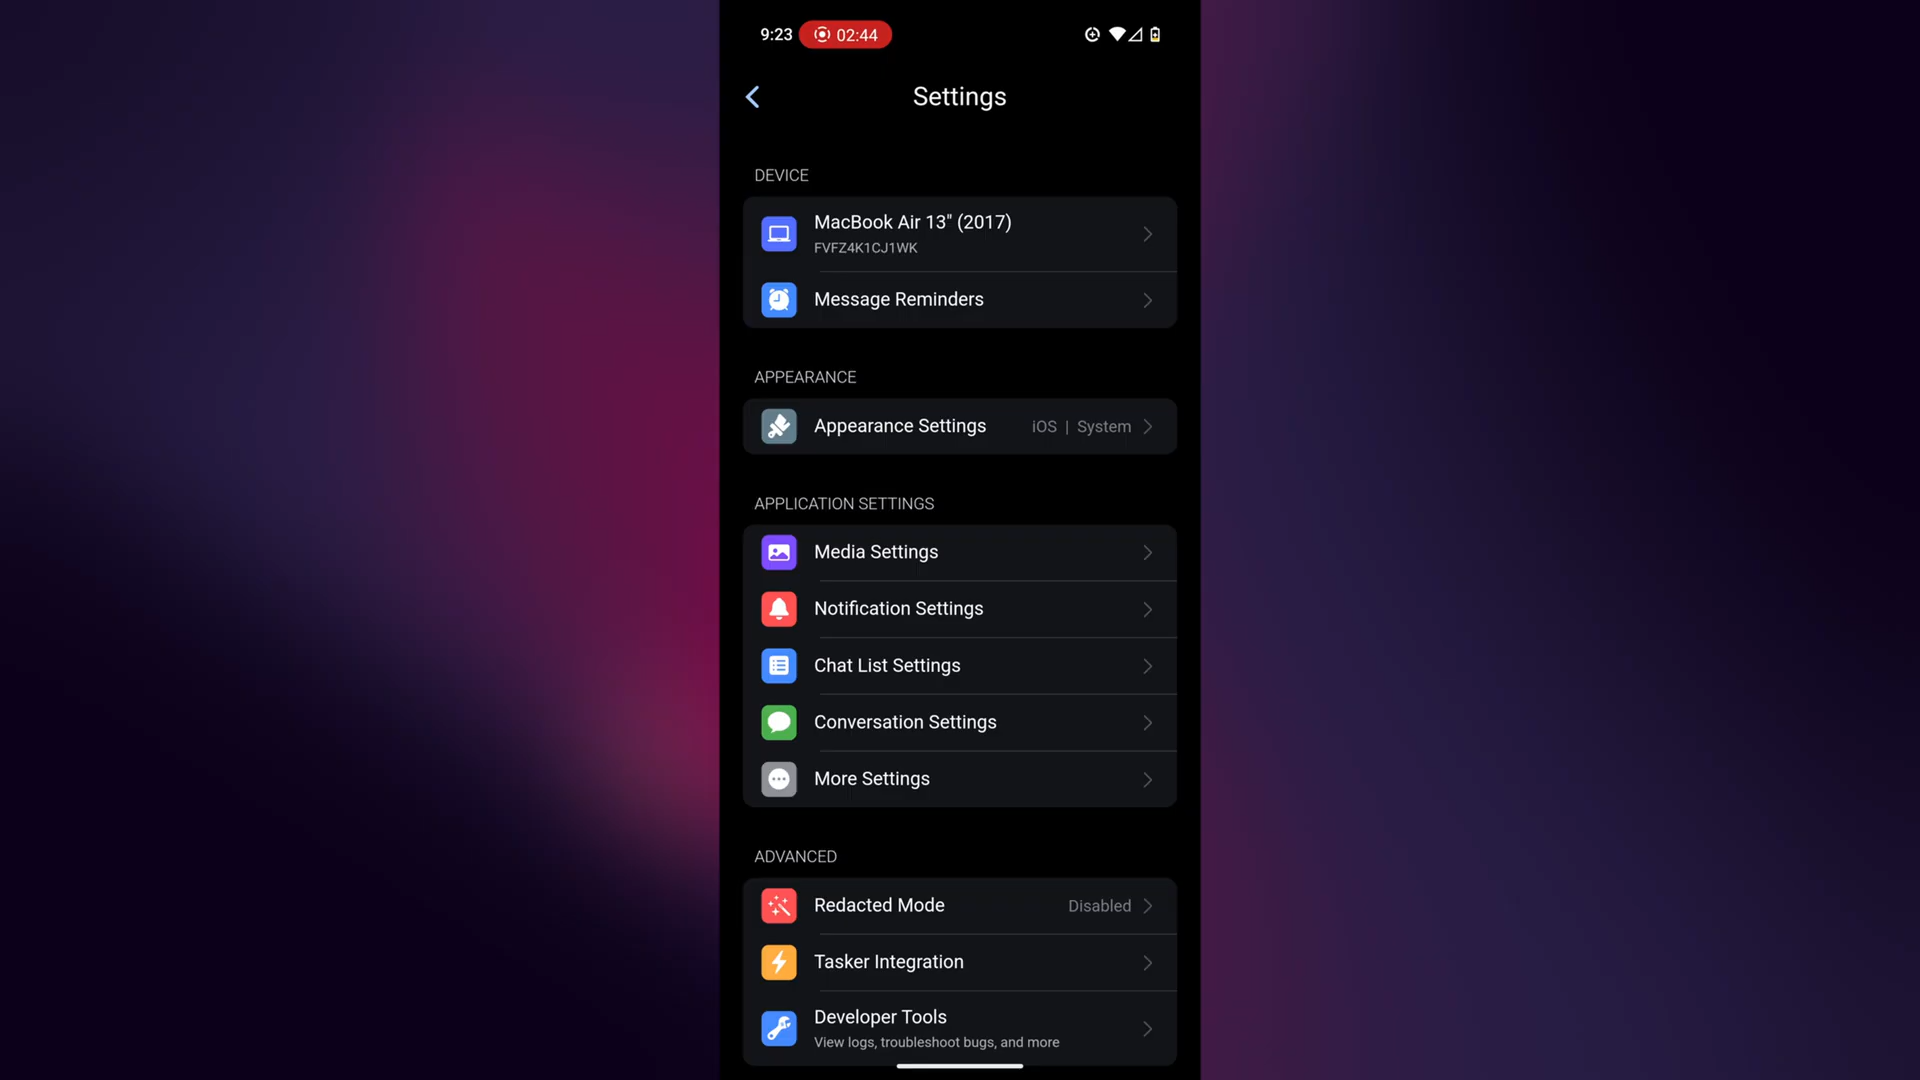 9:23 02:44
Settings
DEVICE
MacBook Air 13" (2017)
FVFZ4K1CJ1WK
Message Reminders
APPEARANCE
Appearance Settings iOS | System
APPLICATION SETTINGS
Media Settings
Notification Settings
Chat List Settings
Conversation Settings
More Settings
ADVANCED
Redacted Mode Disabled
Tasker Integration
Developer Tools
View logs, troubleshoot bugs, and more